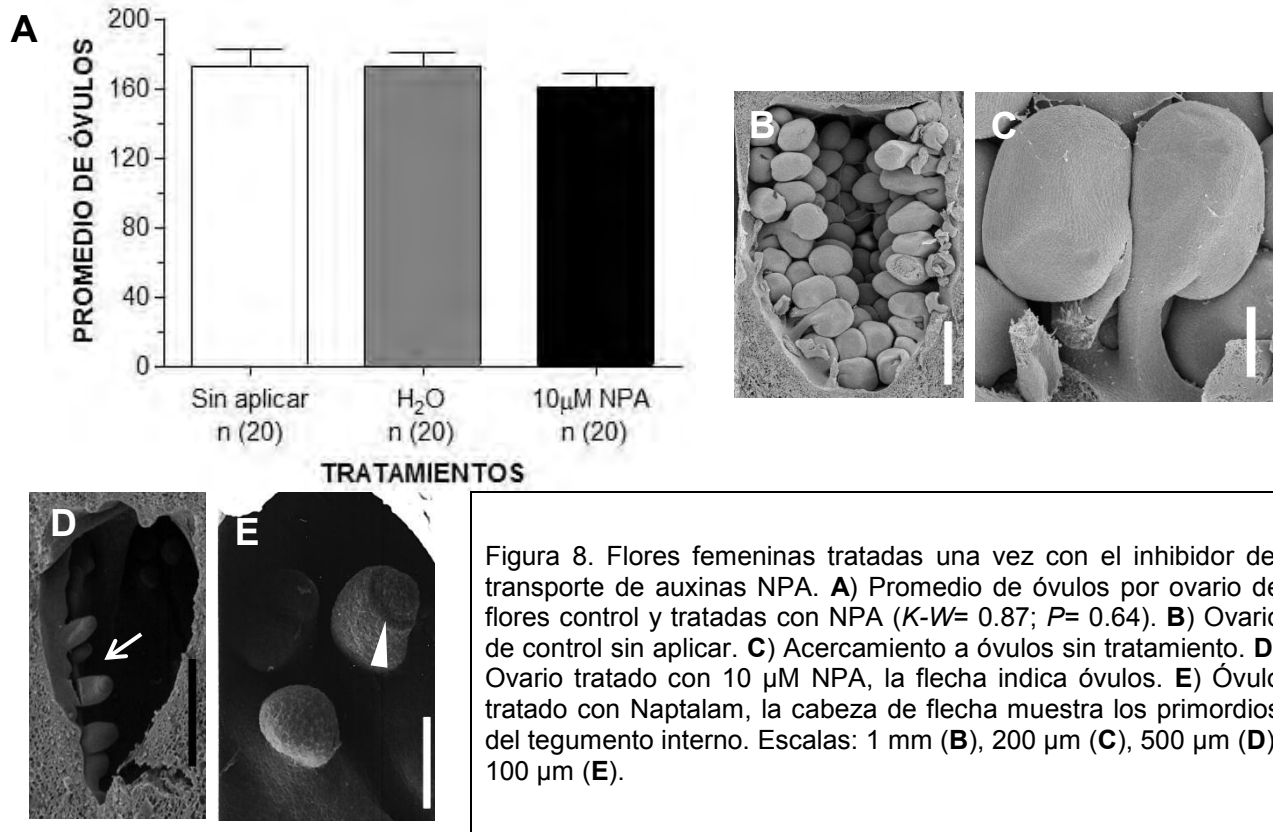 A
PROMEDIO DE ÓVULOS
200
160
120
80
40
0
Sin aplicar
n (20)
H₂O
n (20)
10µM NPA
n (20)
TRATAMIENTOS
B
C
D
E
Figura 8. Flores femeninas tratadas una vez con el inhibidor de
transporte de auxinas NPA. A) Promedio de óvulos por ovario de
flores control y tratadas con NPA (K-W= 0.87; P= 0.64). B) Ovario
de control sin aplicar. C) Acercamiento a óvulos sin tratamiento. D
Ovario tratado con 10 µM NPA, la flecha indica óvulos. E) Óvulo
tratado con Naptalam, la cabeza de flecha muestra los primordios
del tegumento interno. Escalas: 1 mm (B), 200 µm (C), 500 µm (D)
100 µm (E).